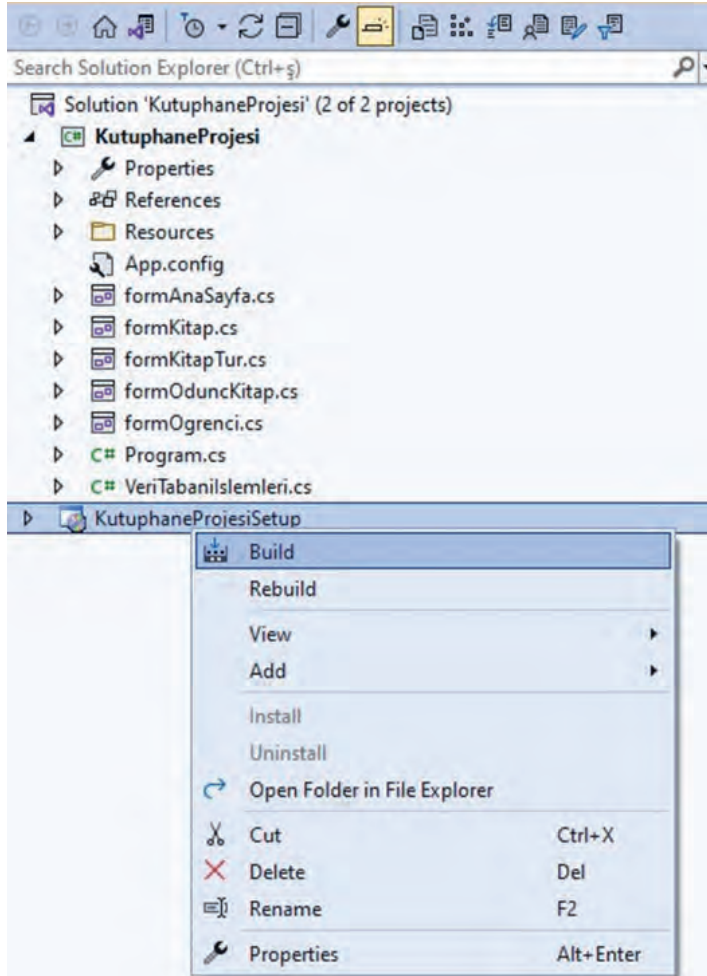 Search Solution Explorer (Ctrl+ş)
Solution 'KutuphaneProjesi' (2 of 2 projects)
C# KutuphaneProjesi
Properties
References
Resources
App.config
formAnaSayfa.cs
formKitap.cs
formKitapTur.cs
formOduncKitap.cs
formOgrenci.cs
C# Program.cs
C# VeriTabaniIslemleri.cs
KutuphaneProjesiSetup
Build
Rebuild
View
Add
Install
Uninstall
Open Folder in File Explorer
Cut Ctrl+X
Delete Del
Rename F2
Properties Alt+Enter